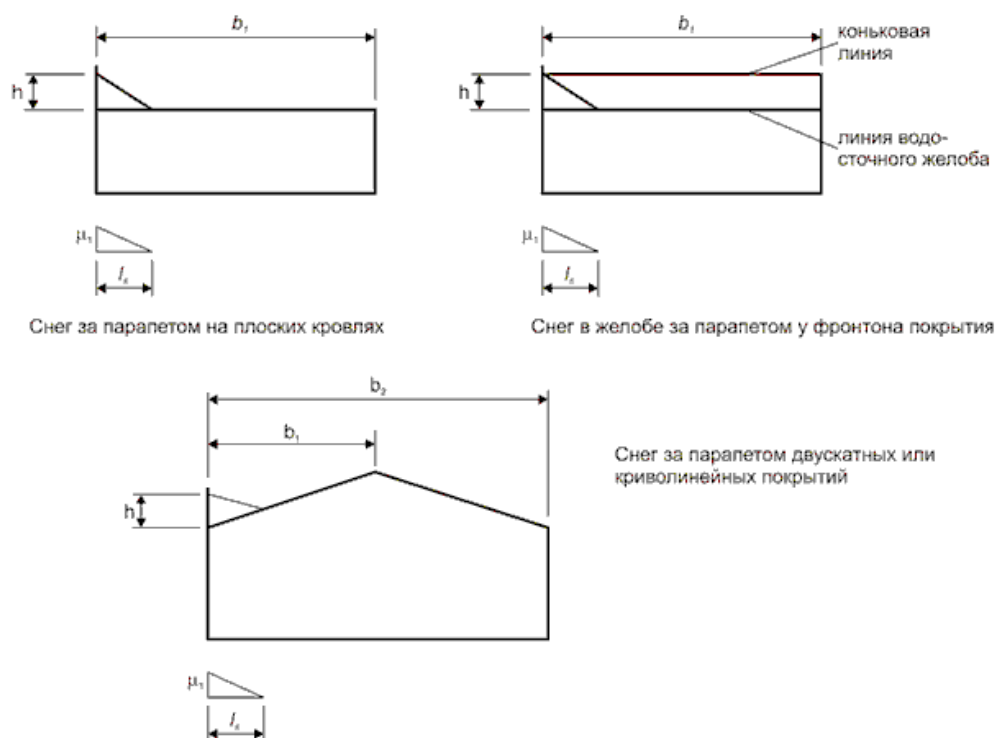 b₁
b₁
коньковая
линия
h
h
линия водо-
сточного желоба
μ₁
μ₁
lₛ
lₛ
Снег за парапетом на плоских кровлях
Снег в желобе за парапетом у фронтона покрытия
b₂
b₁
Снег за парапетом двускатных или
криволинейных покрытий
h
μ₁
lₛ